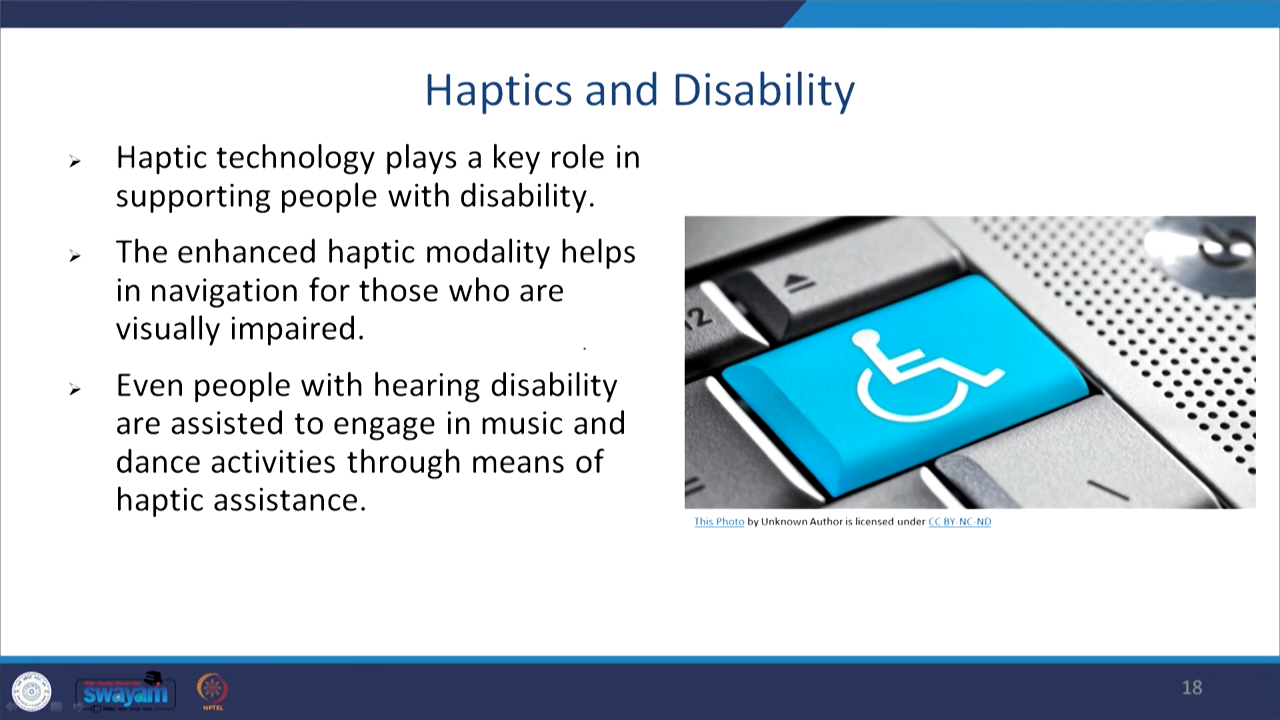 Haptics and Disability
Haptic technology plays a key role in
supporting people with disability.
The enhanced haptic modality helps
in navigation for those who are
visually impaired.
Even people with hearing disability
are assisted to engage in music and
dance activities through means of
haptic assistance.
12
This Photo by Unknown Author is licensed under CC BY-NC-ND
swayam
NPTEL
18